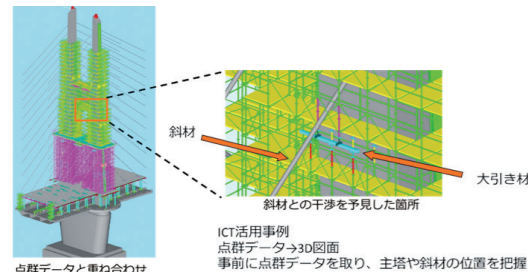 斜材
大引き材
斜材との干渉を予見した箇所
点群データと重ね合わせ
ICT活用事例
点群データ→3D図面
事前に点群データを取り、主塔や斜材の位置を把握